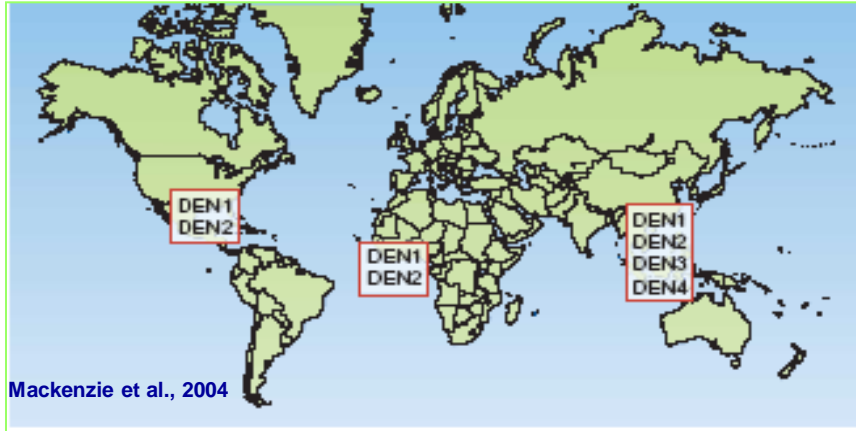 DEN1
DEN2
DEN1
DEN2
DEN1
DEN2
DEN3
DEN4
Mackenzie et al., 2004